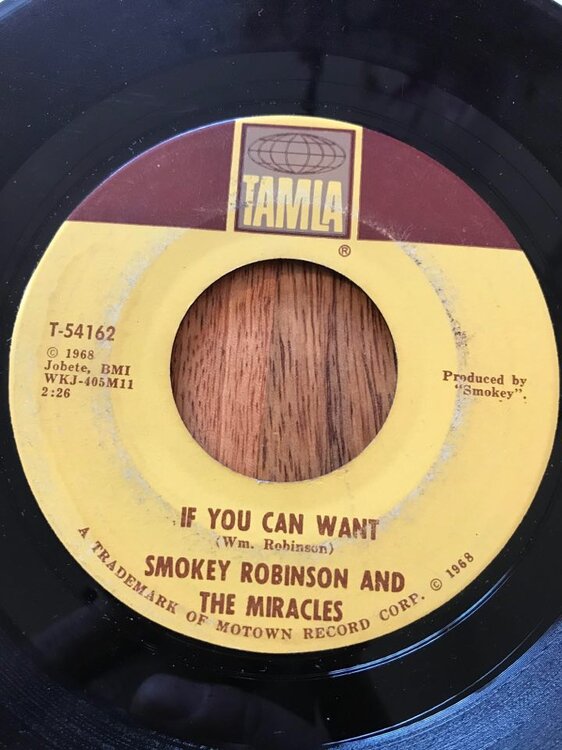 TAMLA
®
T-54162
© 1968
Jobete, BMI
WKJ-405M11
2:26
Produced by
"Smokey".
IF YOU CAN WANT
(Wm. Robinson)
SMOKEY ROBINSON AND
THE MIRACLES
A TRADEMARK OF MOTOWN RECORD CORP. © 1968